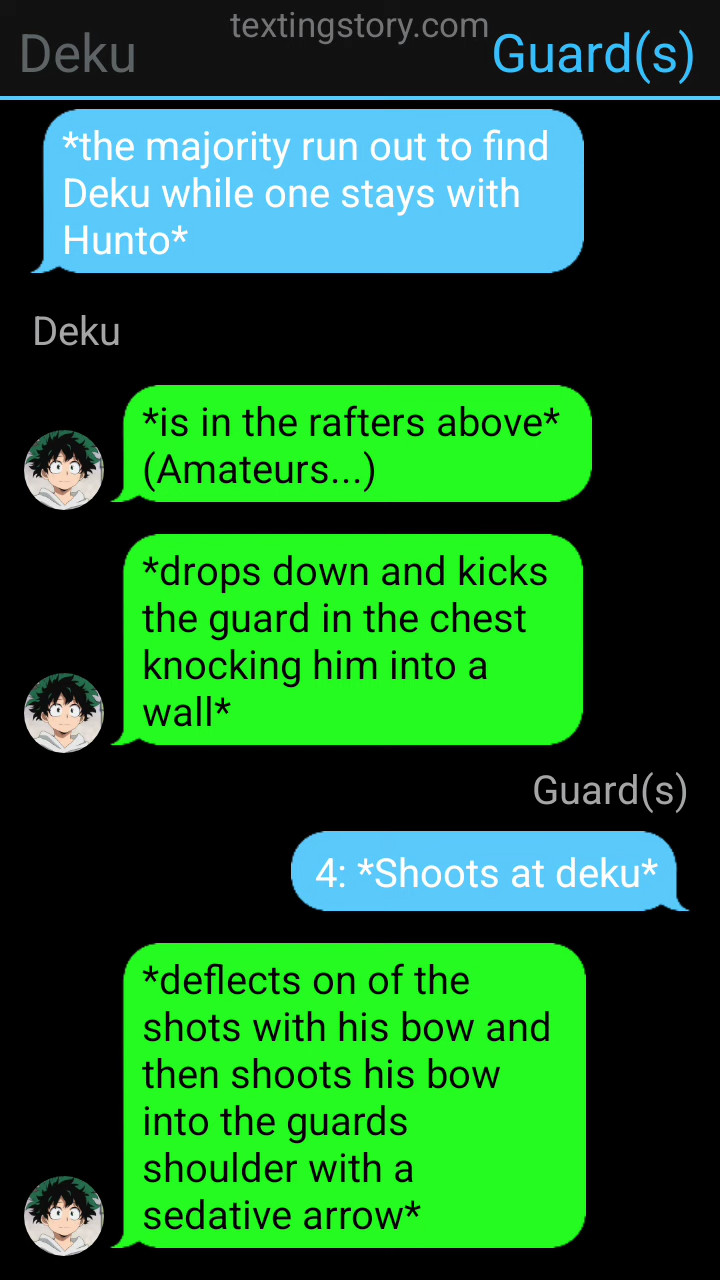 textingstory.com
Deku
Guard(s)
*the majority run out to find
Deku while one stays with
Hunto*
Deku
*is in the rafters above*
(Amateurs...)
*drops down and kicks
the guard in the chest
knocking him into a
wall*
Guard(s)
4: *Shoots at deku*
*deflects on of the
shots with his bow and
then shoots his bow
into the guards
shoulder with a
sedative arrow*